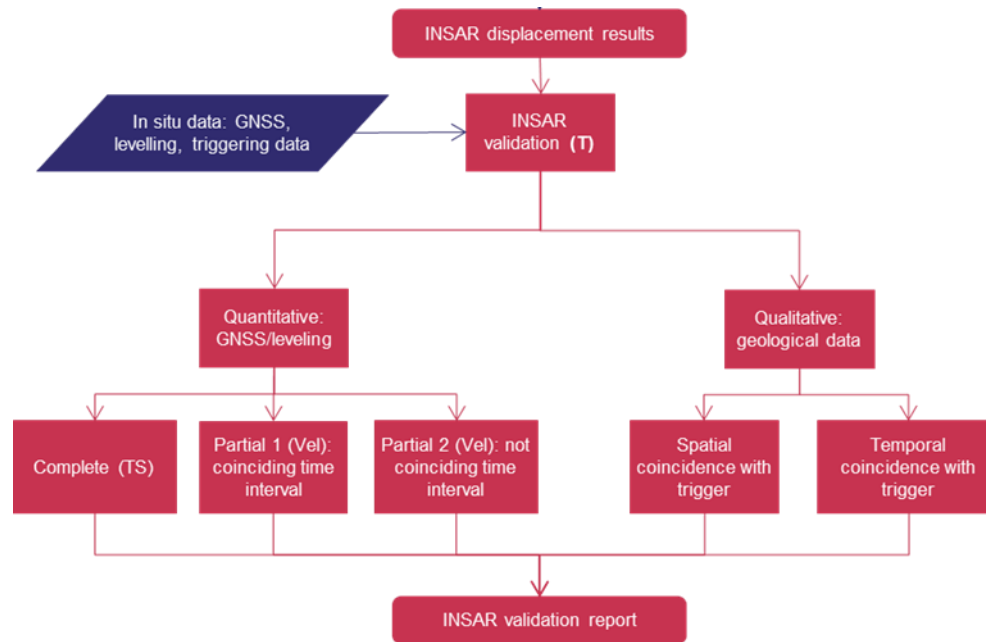 INSAR displacement results
In situ data: GNSS,
levelling, triggering data
INSAR
validation (T)
Quantitative:
GNSS/leveling
Qualitative:
geological data
Complete (TS)
Partial 1 (Vel):
coinciding time
interval
Partial 2 (Vel): not
coinciding time
interval
Spatial
coincidence with
trigger
Temporal
coincidence with
trigger
INSAR validation report